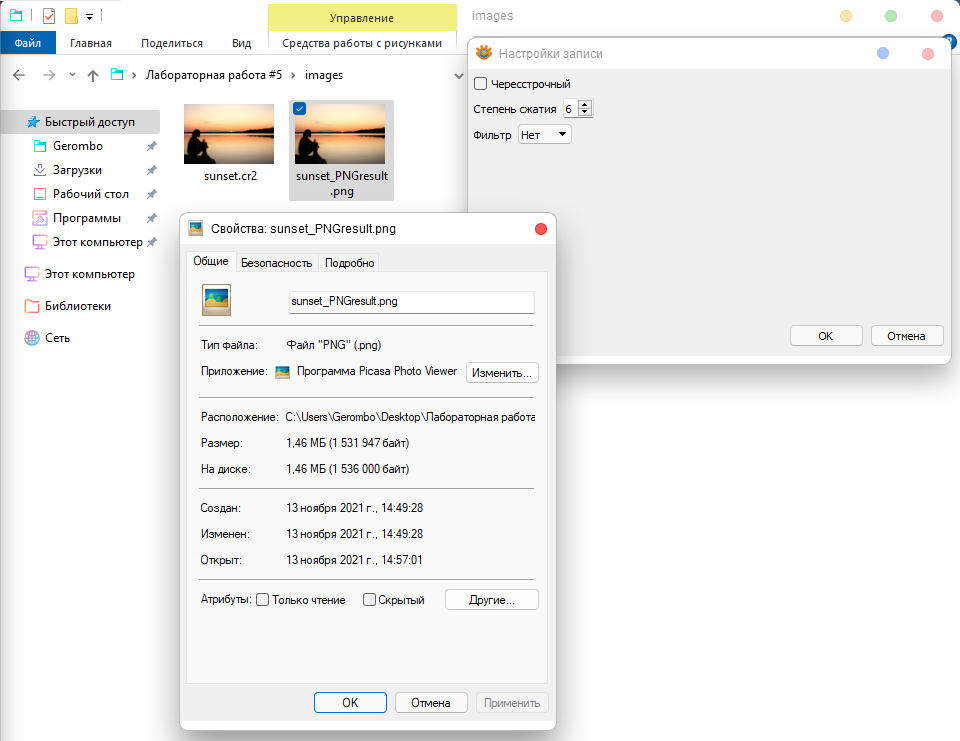 Управление
images
Файл
Главная
Поделиться
Вид
Средства работы с рисунками
Лабораторная работа #5 › images
Быстрый доступ
Gerombo
Загрузки
Рабочий стол
Программы
Этот компьютер
Этот компьютер
Библиотеки
Сеть
sunset.cr2
sunset_PNGresult
.png
Настройки записи
Чересстрочный
Степень сжатия 6
Фильтр Нет
OK
Отмена
Свойства: sunset_PNGresult.png
Общие
Безопасность
Подробно
sunset_PNGresult.png
Тип файла: Файл "PNG" (.png)
Приложение: Программа Picasa Photo Viewer
Изменить...
Расположение: C:\Users\Gerombo\Desktop\Лабораторная работа
Размер: 1,46 МБ (1 531 947 байт)
На диске: 1,46 МБ (1 536 000 байт)
Создан: 13 ноября 2021 г., 14:49:28
Изменен: 13 ноября 2021 г., 14:49:28
Открыт: 13 ноября 2021 г., 14:57:01
Атрибуты: Только чтение Скрытый
Другие...
OK
Отмена
Применить